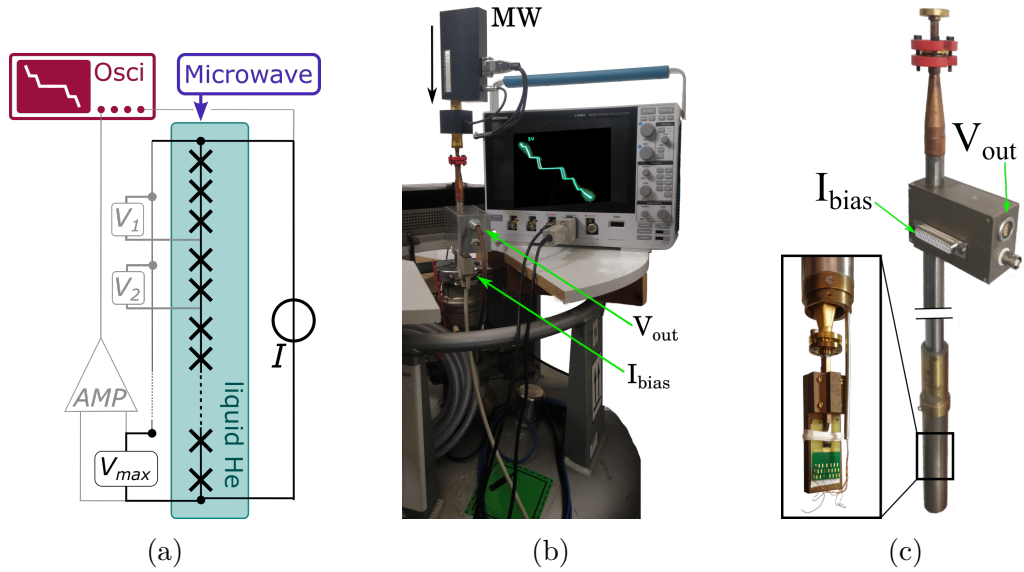 Osci
Microwave
V1
V2
I
AMP
Vmax
liquid He
(a)
MW
Vout
Ibias
(b)
Vout
Ibias
(c)